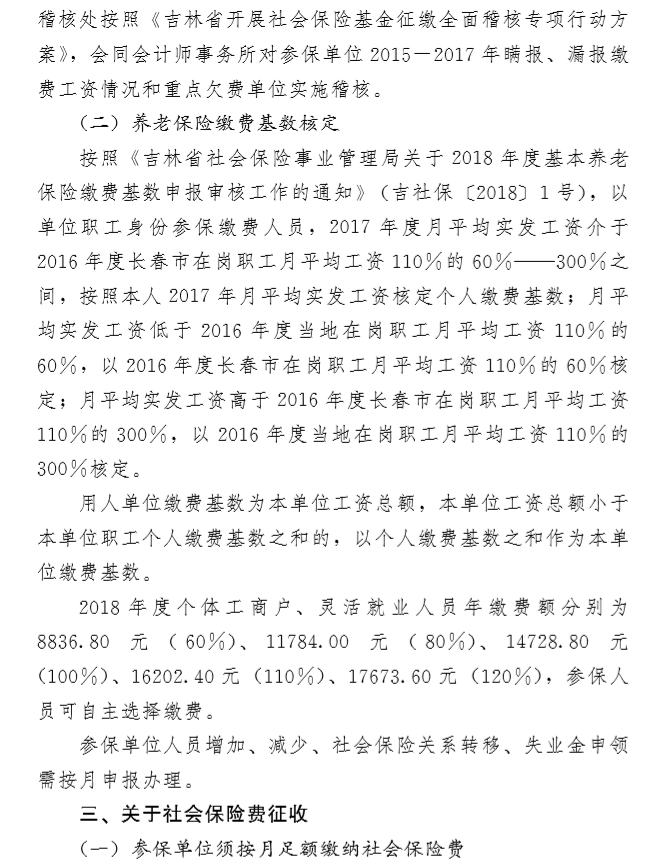 稽核处按照《吉林省开展社会保险基金征缴全面稽核专项行动方
案》，会同会计师事务所对参保单位 2015－2017 年瞒报、漏报缴
费工资情况和重点欠费单位实施稽核。
（二）养老保险缴费基数核定
按照《吉林省社会保险事业管理局关于 2018 年度基本养老
保险缴费基数申报审核工作的通知》（吉社保〔2018〕1 号），以
单位职工身份参保缴费人员，2017 年度月平均实发工资介于
2016 年度长春市在岗职工月平均工资 110％的 60％——300％之
间，按照本人 2017 年月平均实发工资核定个人缴费基数；月平
均实发工资低于 2016 年度当地在岗职工月平均工资 110％的
60％，以 2016 年度长春市在岗职工月平均工资 110％的 60％核
定；月平均实发工资高于 2016 年度长春市在岗职工月平均工资
110％的 300％，以 2016 年度当地在岗职工月平均工资 110％的
300％核定。
用人单位缴费基数为本单位工资总额，本单位工资总额小于
本单位职工个人缴费基数之和的，以个人缴费基数之和作为本单
位缴费基数。
2018 年度个体工商户、灵活就业人员年缴费额分别为
8836.80 元（60％）、11784.00 元（80％）、14728.80 元
（100％）、16202.40 元（110％）、17673.60 元（120％），参保人
员可自主选择缴费。
参保单位人员增加、减少、社会保险关系转移、失业金申领
需按月申报办理。
三、关于社会保险费征收
（一）参保单位须按月足额缴纳社会保险费